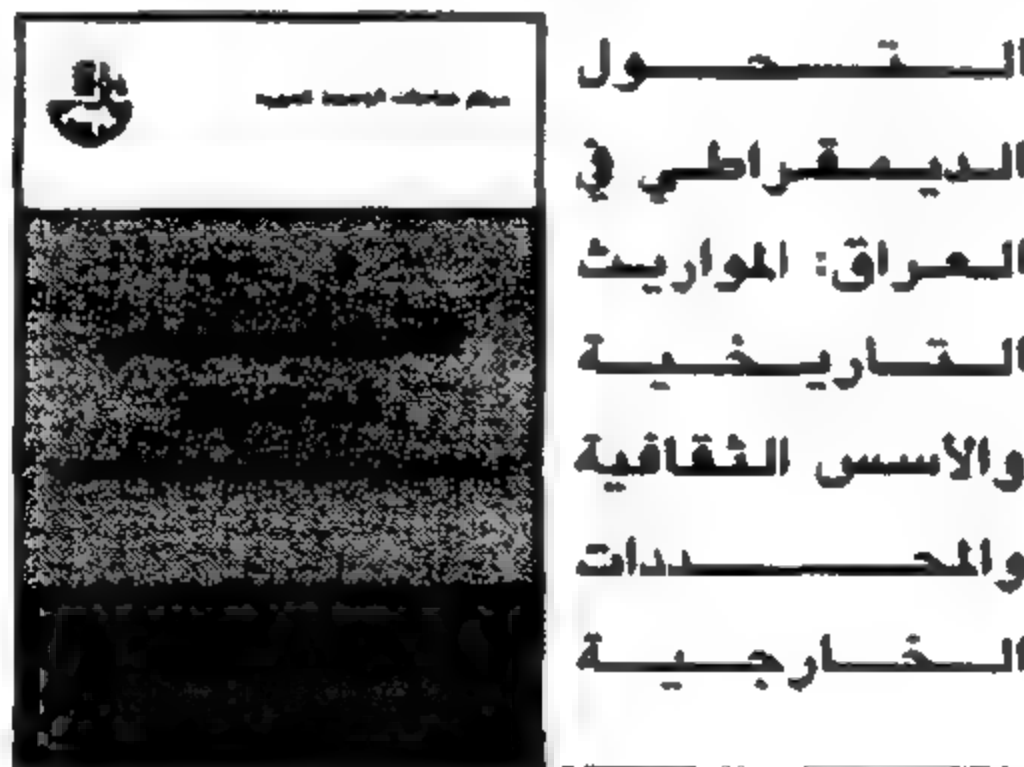 التحول
الديمقراطي في
العراق: المواريث
التاريخية
والأسس الثقافية
والمحددات
الخارجية